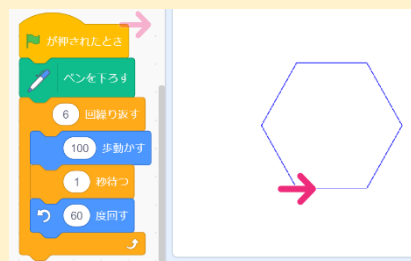 が押されたとき
ペンを下ろす
6 回繰り返す
100 歩動かす
1 秒待つ
60 度回す